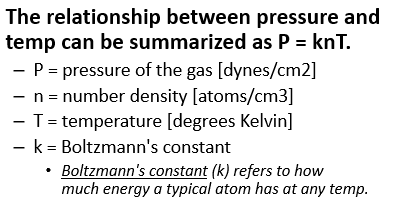 The relationship between pressure and
temp can be summarized as P = knT.
– P = pressure of the gas [dynes/cm2]
– n = number density [atoms/cm3]
– T = temperature [degrees Kelvin]
– k = Boltzmann's constant
• Boltzmann's constant (k) refers to how
much energy a typical atom has at any temp.